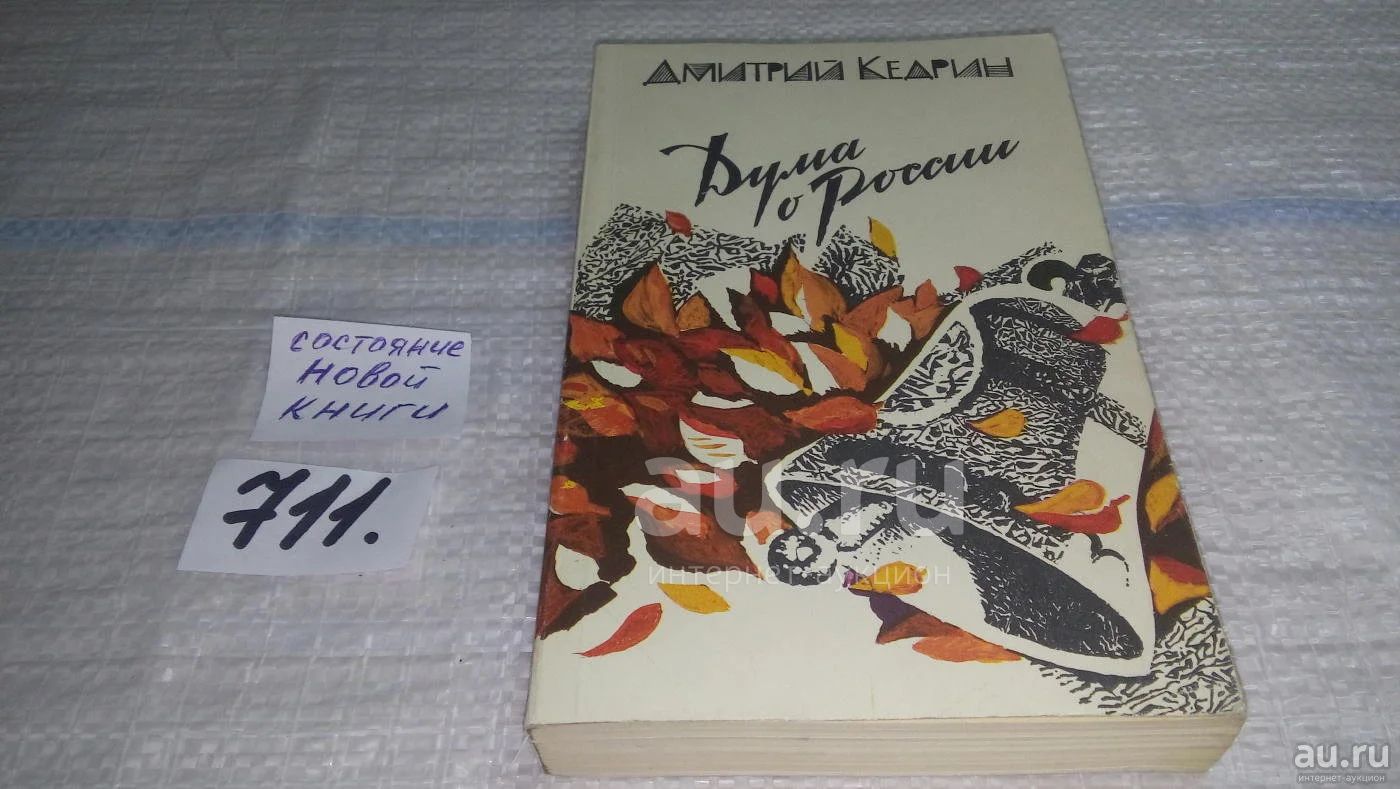 Дмитрий Кедрин
Дума
о России
состояние
новой
книги
711.
au.ru
интернет-аукцион
au.ru
интернет-аукцион